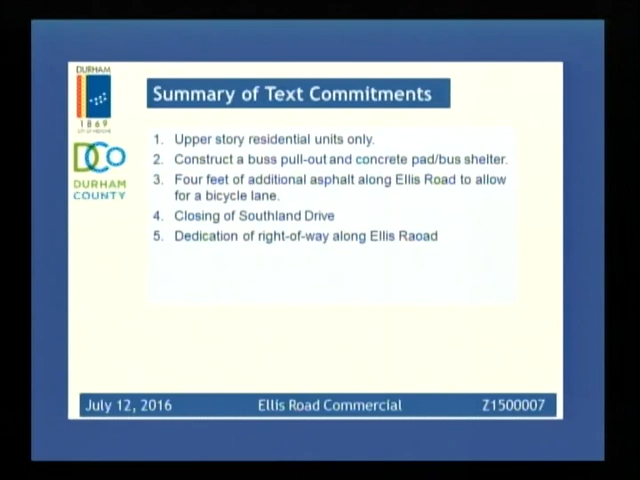 DURHAM
1869
CITY OF MEDICINE
DCO
DURHAM
COUNTY
Summary of Text Commitments
1. Upper story residential units only.
2. Construct a buss pull-out and concrete pad/bus shelter.
3. Four feet of additional asphalt along Ellis Road to allow
for a bicycle lane.
4. Closing of Southland Drive
5. Dedication of right-of-way along Ellis Raoad
July 12, 2016
Ellis Road Commercial
Z1500007